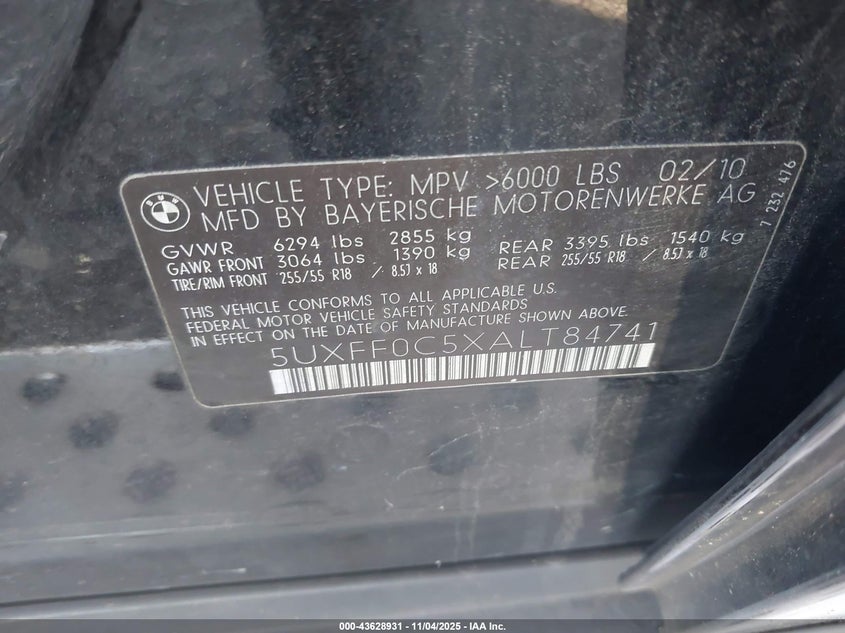 BMW
VEHICLE TYPE: MPV >6000 LBS 02/10
MFD BY BAYERISCHE MOTORENWERKE AG
7 232 476
GVWR 6294 lbs 2855 kg
GAWR FRONT 3064 lbs 1390 kg REAR 3395 lbs 1540 kg
TIRE/RIM FRONT 255/55 R18 / 8.5J x 18 REAR 255/55 R18 / 8.5J x 18
THIS VEHICLE CONFORMS TO ALL APPLICABLE U.S.
FEDERAL MOTOR VEHICLE SAFETY STANDARDS
IN EFFECT ON THE DATE OF MANUFACTURE SHOWN ABOVE.
5UXFF0C5XALT84741
000-43628931 - 11/04/2025 - IAA Inc.